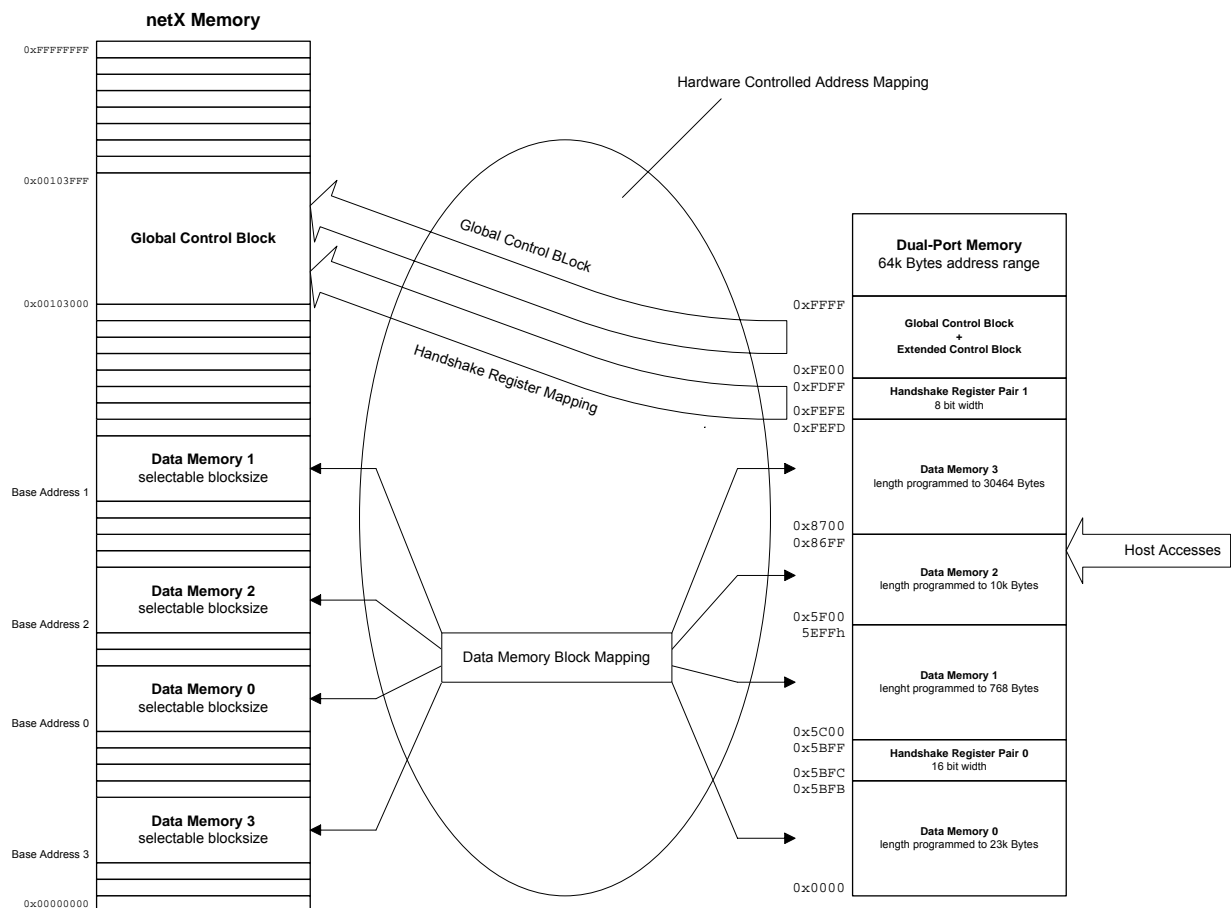 netX Memory
0xFFFFFFFF
Hardware Controlled Address Mapping
0x00103FFF
Global Control Block
0x00103000
Data Memory 1
selectable blocksize
Base Address 1
Data Memory 2
selectable blocksize
Base Address 2
Data Memory 0
selectable blocksize
Base Address 0
Data Memory 3
selectable blocksize
Base Address 3
0x00000000
Global Control BLock
Handshake Register Mapping
Data Memory Block Mapping
Dual-Port Memory
64k Bytes address range
0xFFFF
Global Control Block
+
Extended Control Block
0xFE00
0xFDFF
Handshake Register Pair 1
8 bit width
0xFEFE
0xFEFD
Data Memory 3
length programmed to 30464 Bytes
0x8700
0x86FF
Host Accesses
Data Memory 2
length programmed to 10k Bytes
0x5F00
5EFFh
Data Memory 1
lenght programmed to 768 Bytes
0x5C00
0x5BFF
Handshake Register Pair 0
16 bit width
0x5BFC
0x5BFB
Data Memory 0
length programmed to 23k Bytes
0x0000